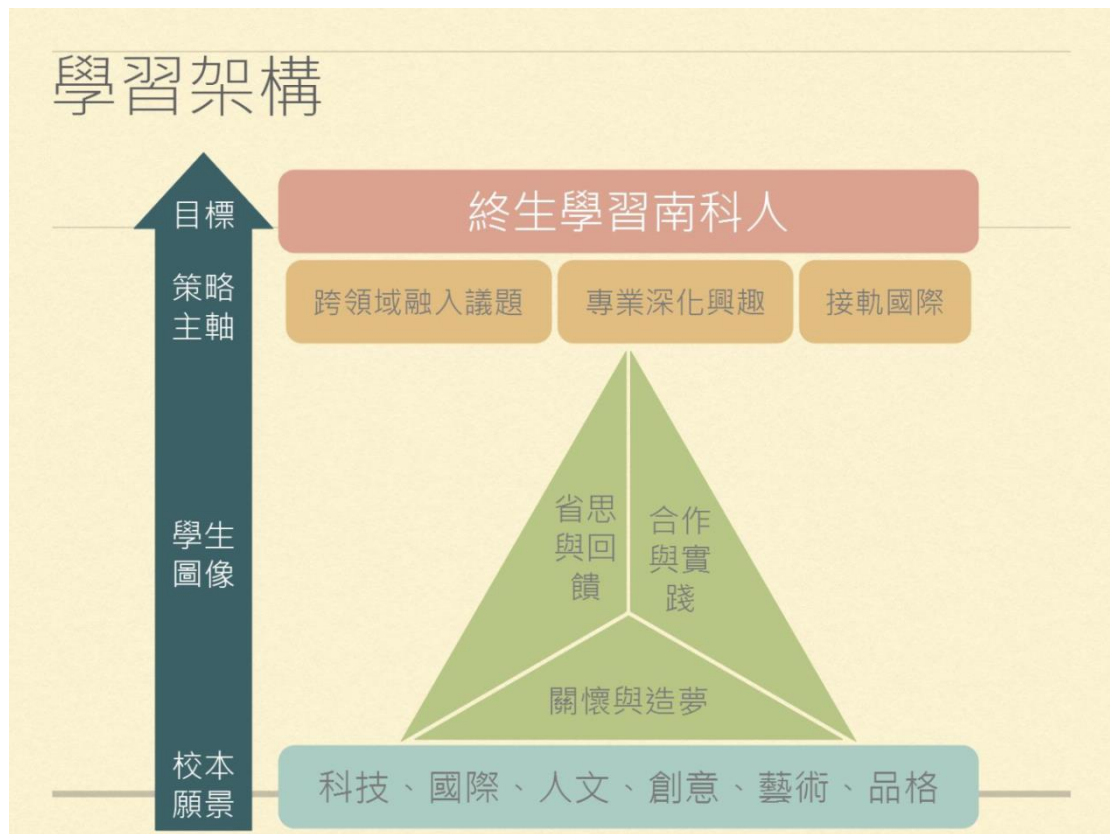 學習架構
目標
終生學習南科人
策略
主軸
跨領域融入議題
專業深化興趣
接軌國際
學生
圖像
省思
與回
饋
合作
與實
踐
關懷與造夢
校本
願景
科技、國際、人文、創意、藝術、品格